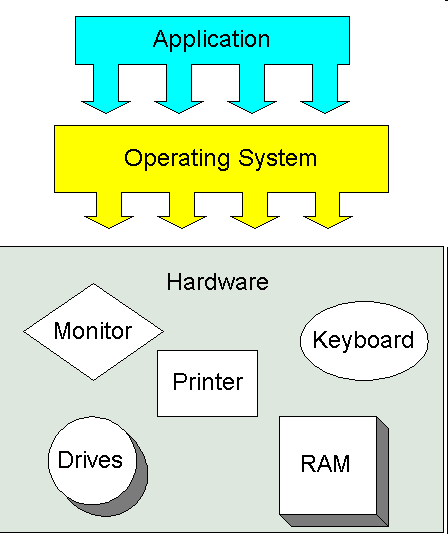 Application
Operating System
Hardware
Monitor
Keyboard
Printer
Drives
RAM